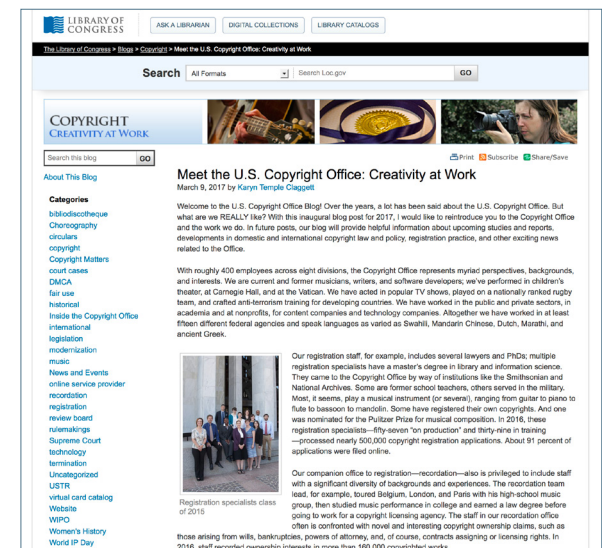 LIBRARY OF
CONGRESS
ASK A LIBRARIAN
DIGITAL COLLECTIONS
LIBRARY CATALOGS
The Library of Congress > Blogs > Copyright > Meet the U.S. Copyright Office: Creativity at Work
Search
All Formats
Search Loc.gov
GO
COPYRIGHT
CREATIVITY AT WORK
Search this blog
GO
Print
Subscribe
Share/Save
About This Blog
Categories
bibliodiscotheque
Choreography
circulars
copyright
Copyright Matters
court cases
DMCA
fair use
historical
Inside the Copyright Office
international
legislation
modernization
music
News and Events
online service provider
recordation
registration
review board
rulemakings
Supreme Court
technology
termination
Uncategorized
USTR
virtual card catalog
Website
WIPO
Women's History
World IP Day
Meet the U.S. Copyright Office: Creativity at Work
March 9, 2017 by Karyn Temple Claggett
Welcome to the U.S. Copyright Office Blog! Over the years, a lot has been said about the U.S. Copyright Office. But
what are we REALLY like? With this inaugural blog post for 2017, I would like to reintroduce you to the Copyright Office
and the work we do. In future posts, our blog will provide helpful information about upcoming studies and reports,
developments in domestic and international copyright law and policy, registration practice, and other exciting news
related to the Office.
With roughly 400 employees across eight divisions, the Copyright Office represents myriad perspectives, backgrounds,
and interests. We are current and former musicians, writers, and software developers; we've performed in children's
theater, at Carnegie Hall, and at the Vatican. We have acted in popular TV shows, played on a nationally ranked rugby
team, and crafted anti-terrorism training for developing countries. We have worked in the public and private sectors, in
academia and at nonprofits, for content companies and technology companies. Altogether we have worked in at least
fifteen different federal agencies and speak languages as varied as Swahili, Mandarin Chinese, Dutch, Marathi, and
ancient Greek.
Our registration staff, for example, includes several lawyers and PhDs; multiple
registration specialists have a master's degree in library and information science.
They came to the Copyright Office by way of institutions like the Smithsonian and
National Archives. Some are former school teachers, others served in the military.
Most, it seems, play a musical instrument (or several), ranging from guitar to piano to
flute to bassoon to mandolin. Some have registered their own copyrights. And one
was nominated for the Pulitzer Prize for musical composition. In 2016, these
registration specialists—fifty-seven "on production" and thirty-nine in training
—processed nearly 500,000 copyright registration applications. About 91 percent of
applications were filed online.
Registration specialists class
of 2015
Our companion office to registration—recordation—also is privileged to include staff
with a significant diversity of backgrounds and experiences. The recordation team
lead, for example, toured Belgium, London, and Paris with his high-school music
group, then studied music performance in college and earned a law degree before
going to work for a copyright licensing agency. The staff in our recordation office
often is confronted with novel and interesting copyright ownership claims, such as
those arising from wills, bankruptcies, powers of attorney, and, of course, contracts assigning or licensing rights. In
2016, staff recorded ownership interests in more than 160,000 copyrighted works.